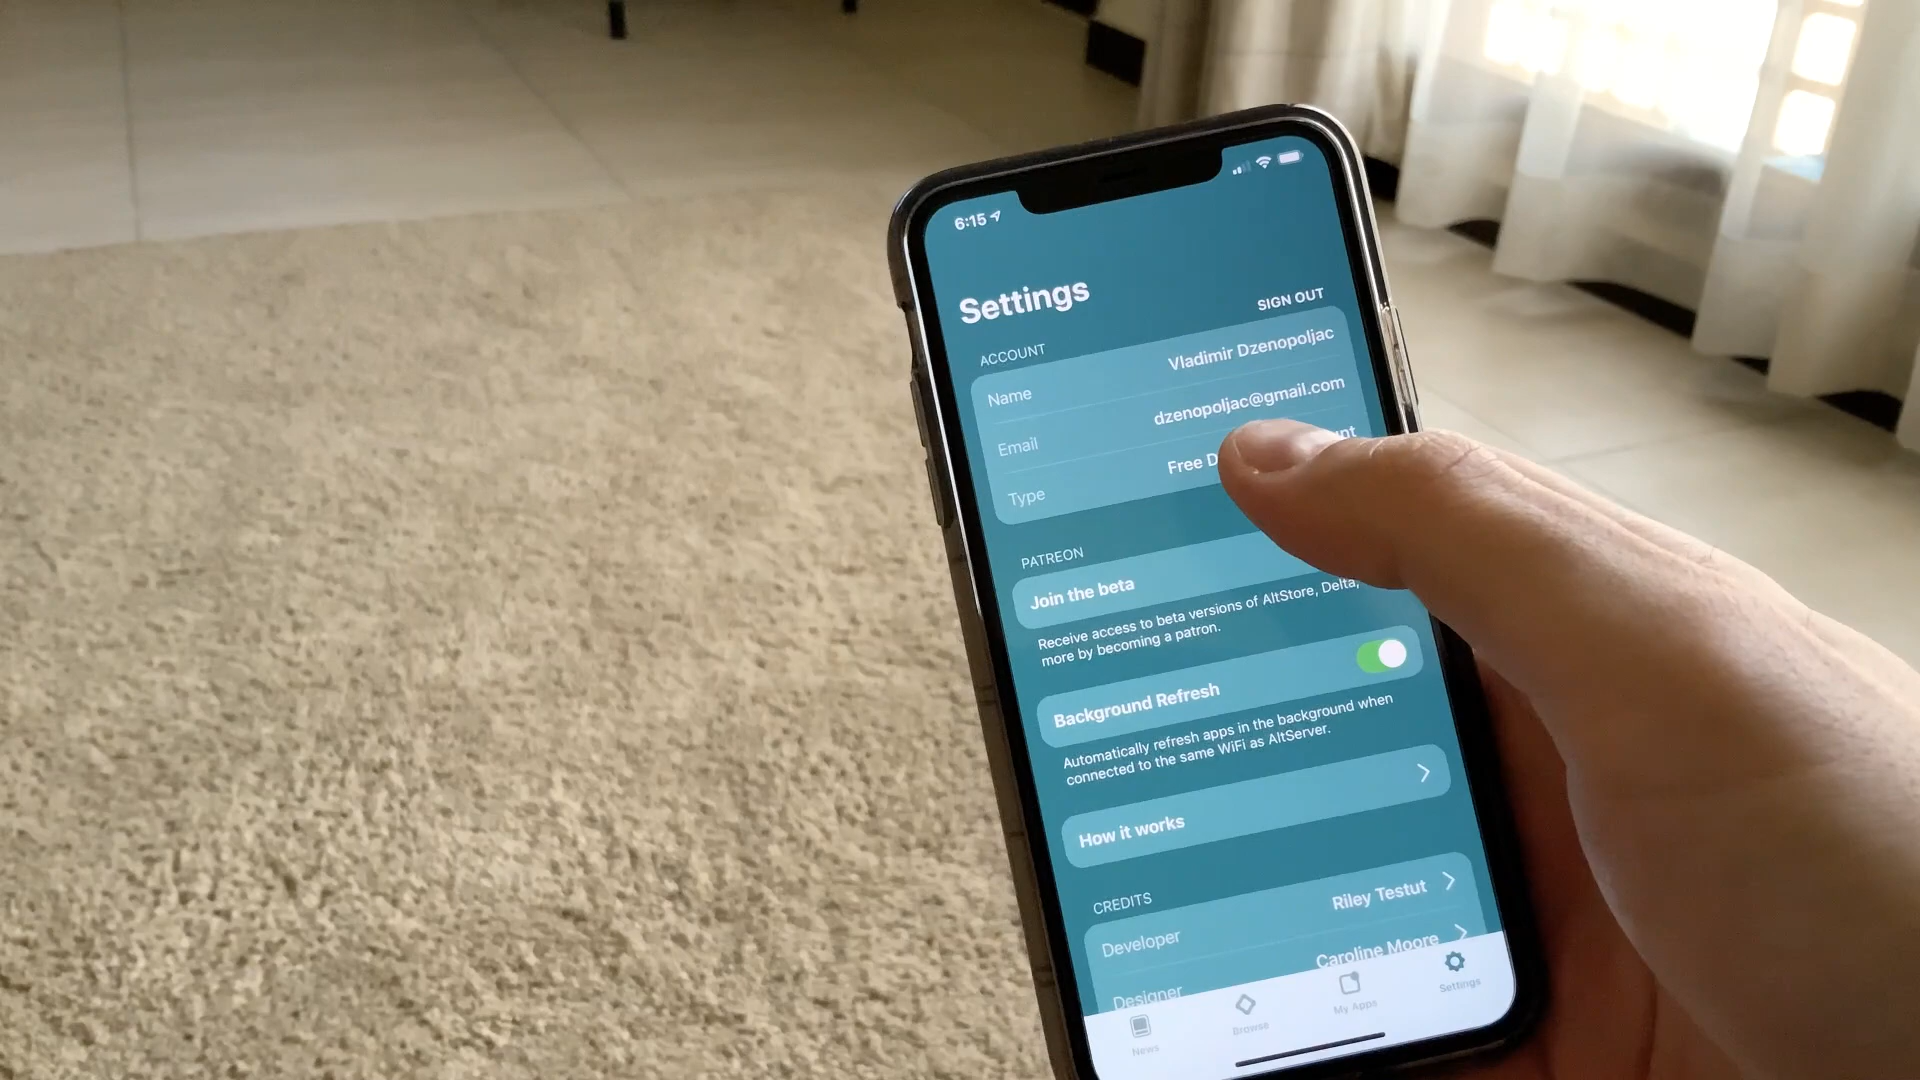 6:15
Settings
SIGN OUT
ACCOUNT
Name Vladimir Dzenopoljac
Email dzenopoljac@gmail.com
Type Free
PATREON
Join the beta
Receive access to beta versions of AltStore, Delta,
more by becoming a patron.
Background Refresh
Automatically refresh apps in the background when
connected to the same WiFi as AltServer.
How it works
CREDITS
Developer Riley Testut
Designer Caroline Moore
News Browse My Apps Settings